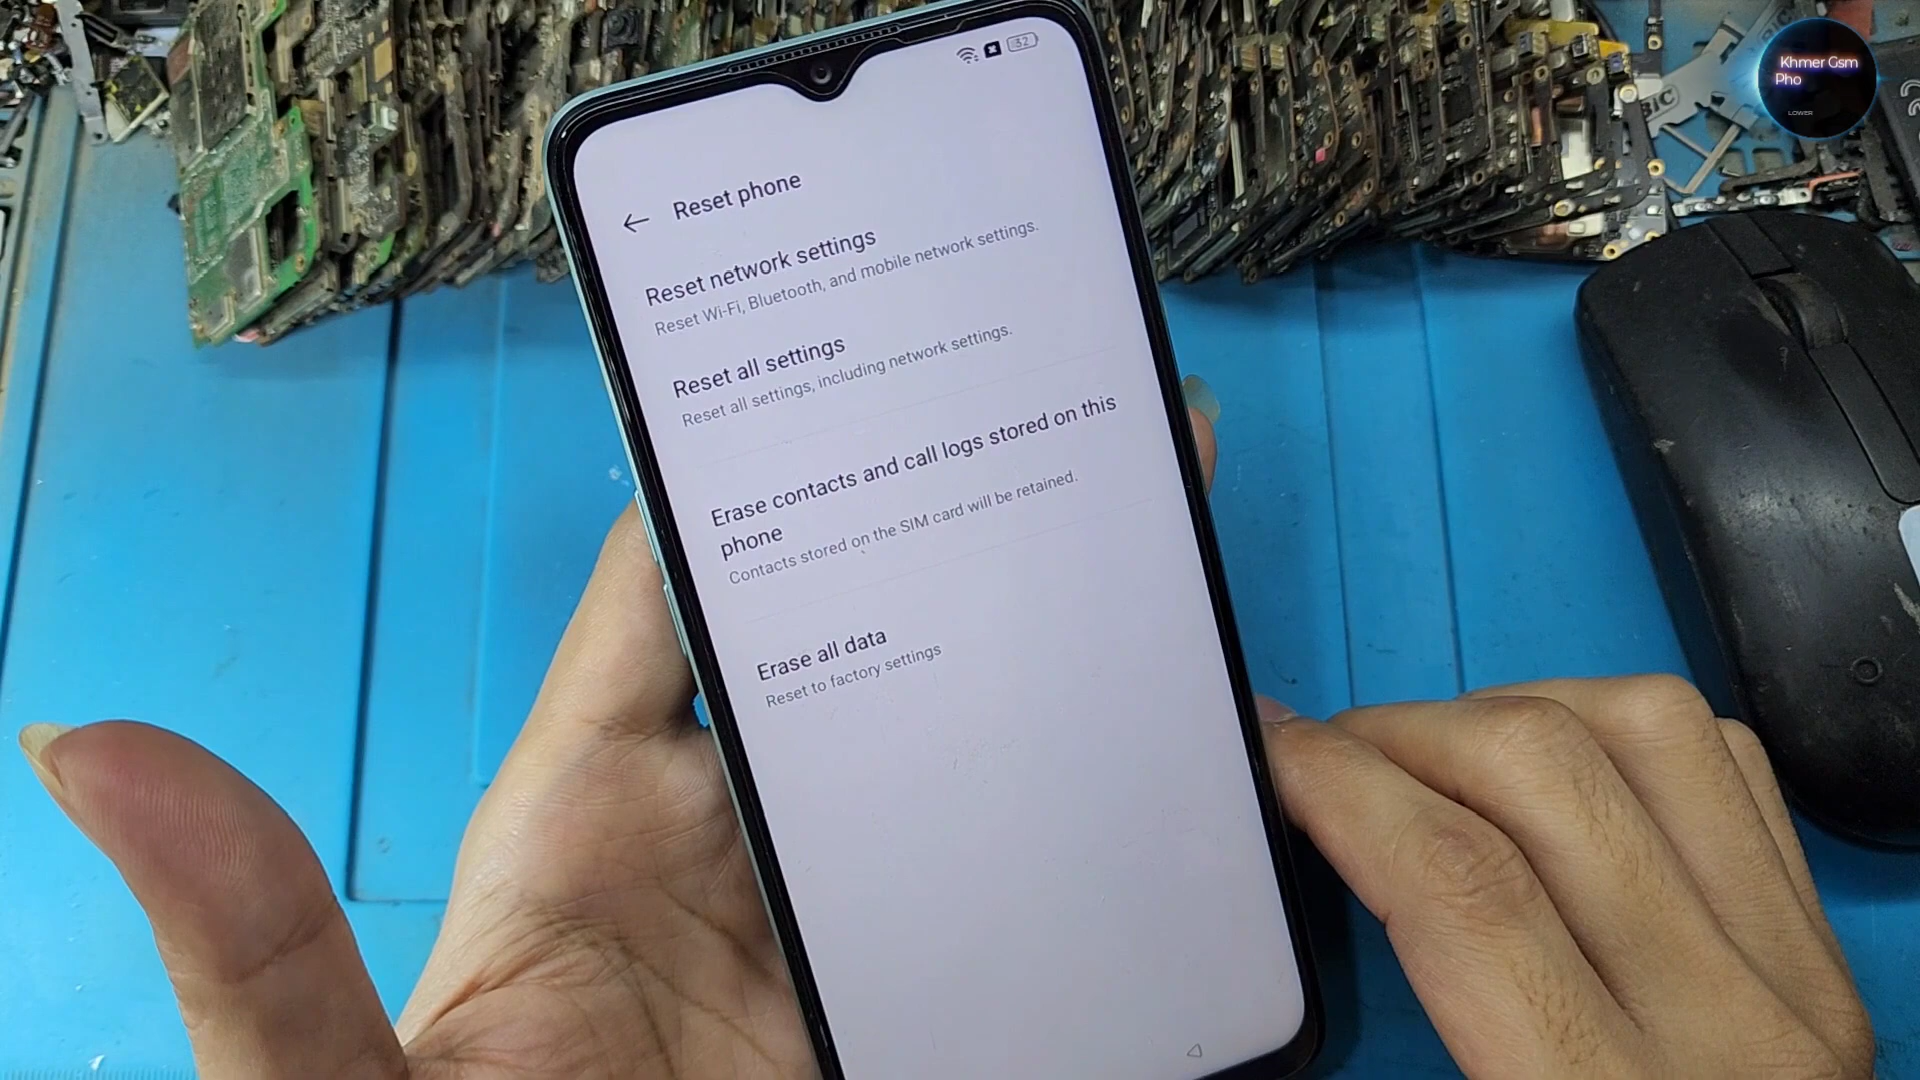 Khmer Gsm
Pho
LOWER
32
Reset phone
Reset network settings
Reset Wi-Fi, Bluetooth, and mobile network settings.
Reset all settings
Reset all settings, including network settings.
Erase contacts and call logs stored on this
phone
Contacts stored on the SIM card will be retained.
Erase all data
Reset to factory settings